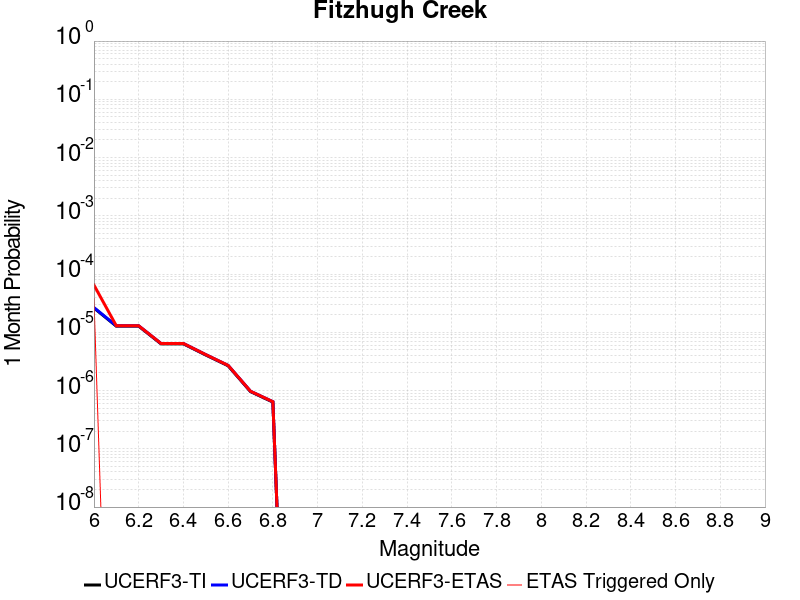 Fitzhugh Creek
10^0
10^-1
10^-2
10^-3
10^-4
10^-5
10^-6
10^-7
10^-8
1 Month Probability
6 6.2 6.4 6.6 6.8 7 7.2 7.4 7.6 7.8 8 8.2 8.4 8.6 8.8 9
Magnitude
UCERF3-TI UCERF3-TD UCERF3-ETAS ETAS Triggered Only